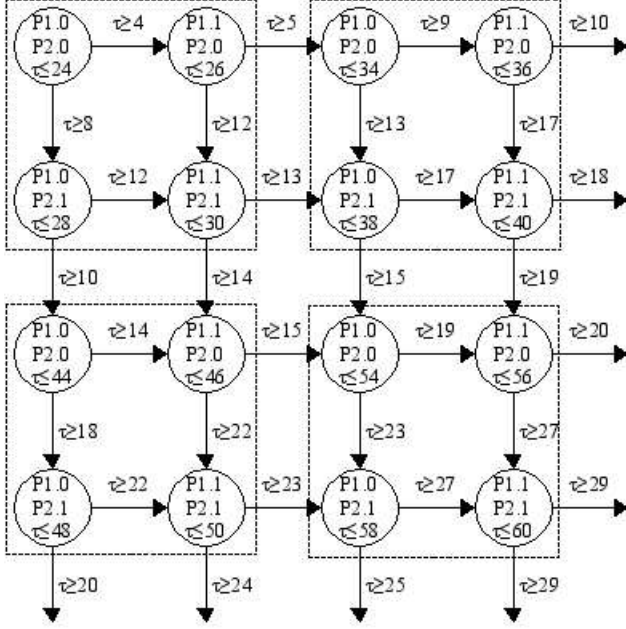 P1.0
P2.0
τ≤24
τ≥4
P1.1
P2.0
τ≤26
τ≥5
P1.0
P2.0
τ≤34
τ≥9
P1.1
P2.0
τ≤36
τ≥10
τ≥8
τ≥12
τ≥13
τ≥17
P1.0
P2.1
τ≤28
τ≥12
P1.1
P2.1
τ≤30
τ≥13
P1.0
P2.1
τ≤38
τ≥17
P1.1
P2.1
τ≤40
τ≥18
τ≥10
τ≥14
τ≥15
τ≥19
P1.0
P2.0
τ≤44
τ≥14
P1.1
P2.0
τ≤46
τ≥15
P1.0
P2.0
τ≤54
τ≥19
P1.1
P2.0
τ≤56
τ≥20
τ≥18
τ≥22
τ≥23
τ≥27
P1.0
P2.1
τ≤48
τ≥22
P1.1
P2.1
τ≤50
τ≥23
P1.0
P2.1
τ≤58
τ≥27
P1.1
P2.1
τ≤60
τ≥29
τ≥20
τ≥24
τ≥25
τ≥29